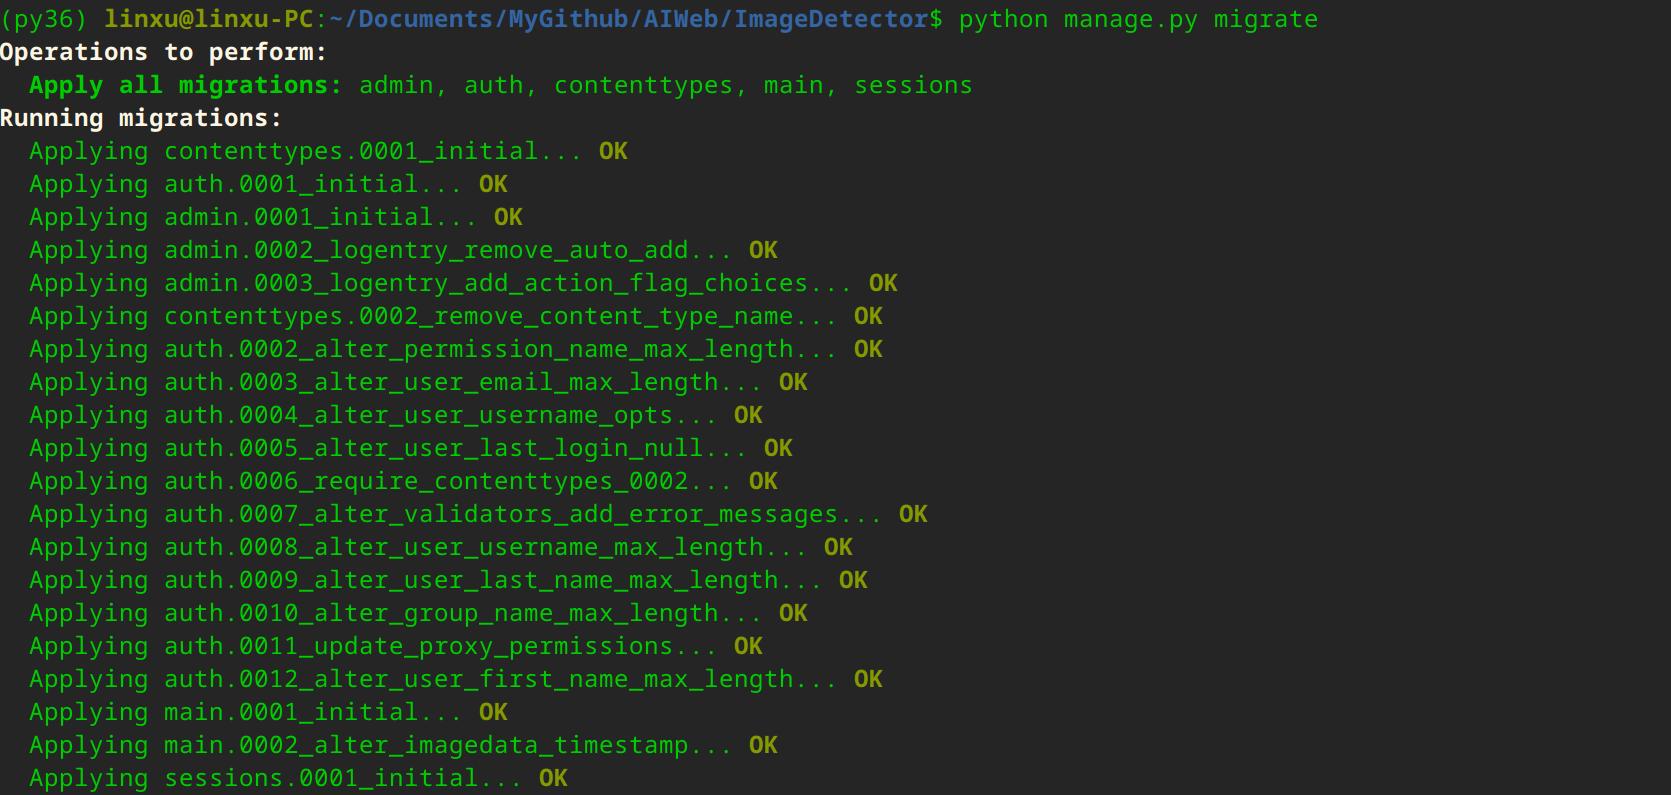 (py36) linxu@linxu-PC:~/Documents/MyGithub/AIWeb/ImageDetector$ python manage.py migrate
Operations to perform:
  Apply all migrations: admin, auth, contenttypes, main, sessions
Running migrations:
  Applying contenttypes.0001_initial... OK
  Applying auth.0001_initial... OK
  Applying admin.0001_initial... OK
  Applying admin.0002_logentry_remove_auto_add... OK
  Applying admin.0003_logentry_add_action_flag_choices... OK
  Applying contenttypes.0002_remove_content_type_name... OK
  Applying auth.0002_alter_permission_name_max_length... OK
  Applying auth.0003_alter_user_email_max_length... OK
  Applying auth.0004_alter_user_username_opts... OK
  Applying auth.0005_alter_user_last_login_null... OK
  Applying auth.0006_require_contenttypes_0002... OK
  Applying auth.0007_alter_validators_add_error_messages... OK
  Applying auth.0008_alter_user_username_max_length... OK
  Applying auth.0009_alter_user_last_name_max_length... OK
  Applying auth.0010_alter_group_name_max_length... OK
  Applying auth.0011_update_proxy_permissions... OK
  Applying auth.0012_alter_user_first_name_max_length... OK
  Applying main.0001_initial... OK
  Applying main.0002_alter_imagedata_timestamp... OK
  Applying sessions.0001_initial... OK